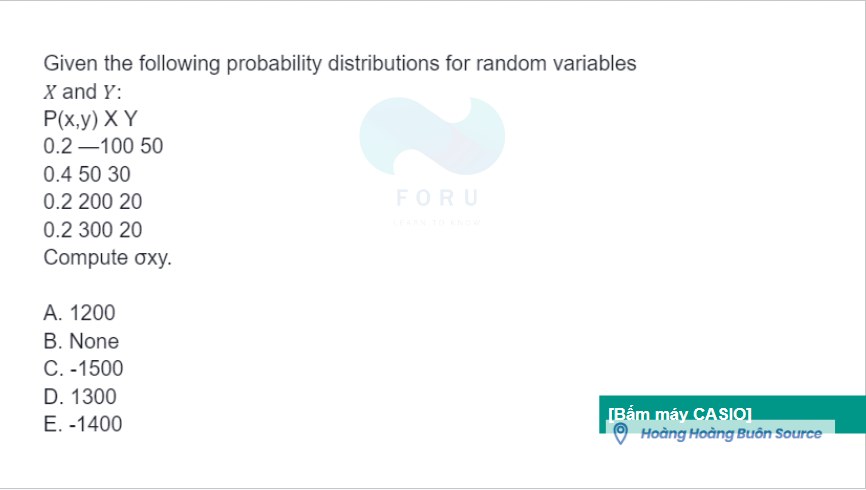 Given the following probability distributions for random variables
X and Y:
P(x,y) X Y
0.2 —100 50
0.4 50 30
0.2 200 20
0.2 300 20
Compute σxy.
A. 1200
B. None
C. -1500
D. 1300
E. -1400
FORU
[Bấm máy CASIO]
Hoàng Hoàng Buôn Source